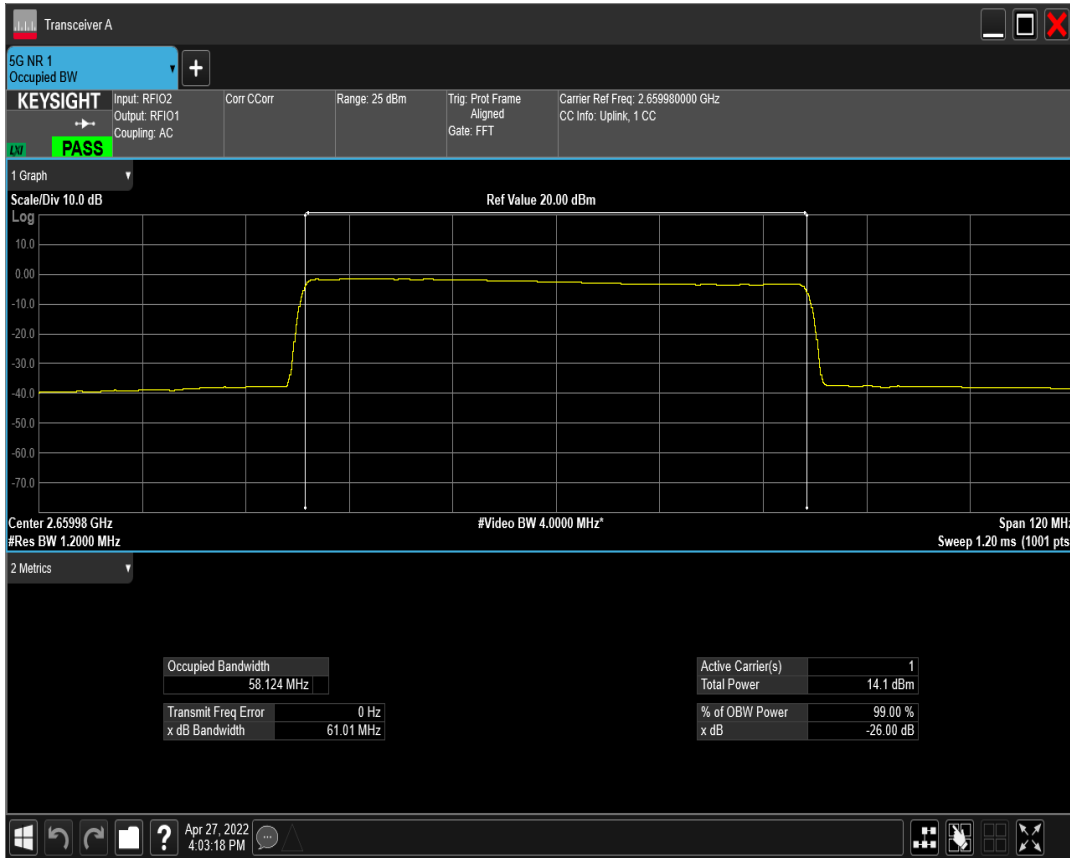 Transceiver A
5G NR 1
Occupied BW
+
KEYSIGHT
LXI
PASS
Input: RFIO2
Output: RFIO1
Coupling: AC
Corr CCorr
Range: 25 dBm
Trig: Prot Frame
Aligned
Gate: FFT
Carrier Ref Freq: 2.659980000 GHz
CC Info: Uplink, 1 CC
1 Graph
Scale/Div 10.0 dB
Ref Value 20.00 dBm
Log
10.0
0.00
-10.0
-20.0
-30.0
-40.0
-50.0
-60.0
-70.0
Center 2.65998 GHz
#Video BW 4.0000 MHz*
Span 120 MHz
#Res BW 1.2000 MHz
Sweep 1.20 ms (1001 pts
2 Metrics
Occupied Bandwidth
58.124 MHz
Transmit Freq Error 0 Hz
x dB Bandwidth 61.01 MHz
Active Carrier(s) 1
Total Power 14.1 dBm
% of OBW Power 99.00 %
x dB -26.00 dB
?
Apr 27, 2022
4:03:18 PM